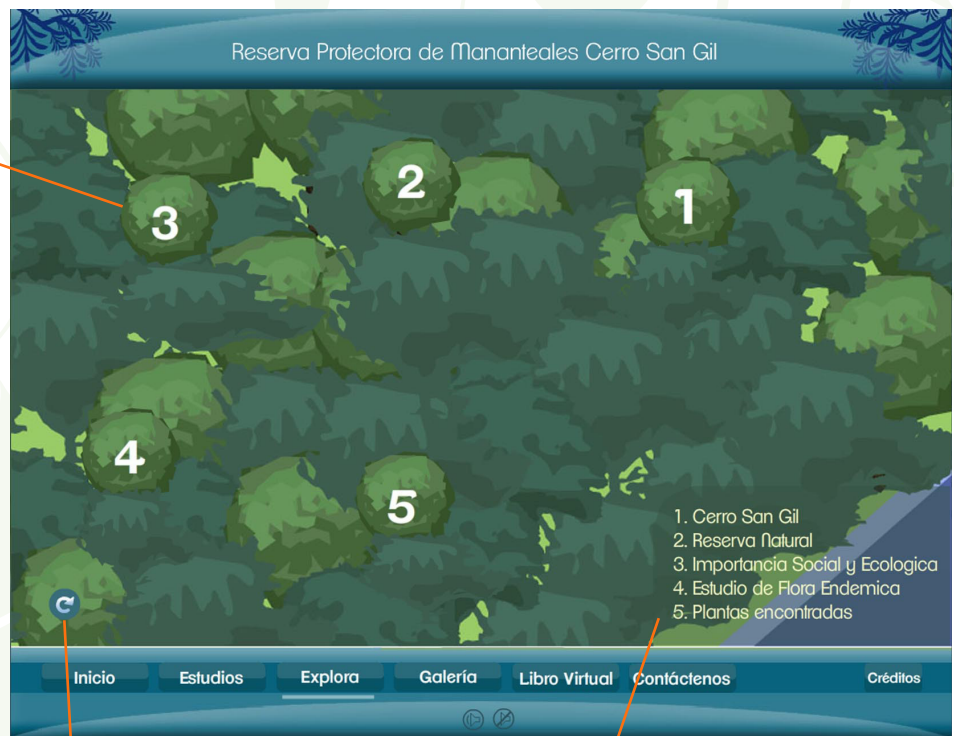 Reserva Protectora de Mananteales Cerro San Gil
3
2
1
4
5
1. Cerro San Gil
2. Reserva Natural
3. Importancia Social y Ecologica
4. Estudio de Flora Endemica
5. Plantas encontradas
Inicio Estudios Explora Galería Libro Virtual Contáctenos Créditos